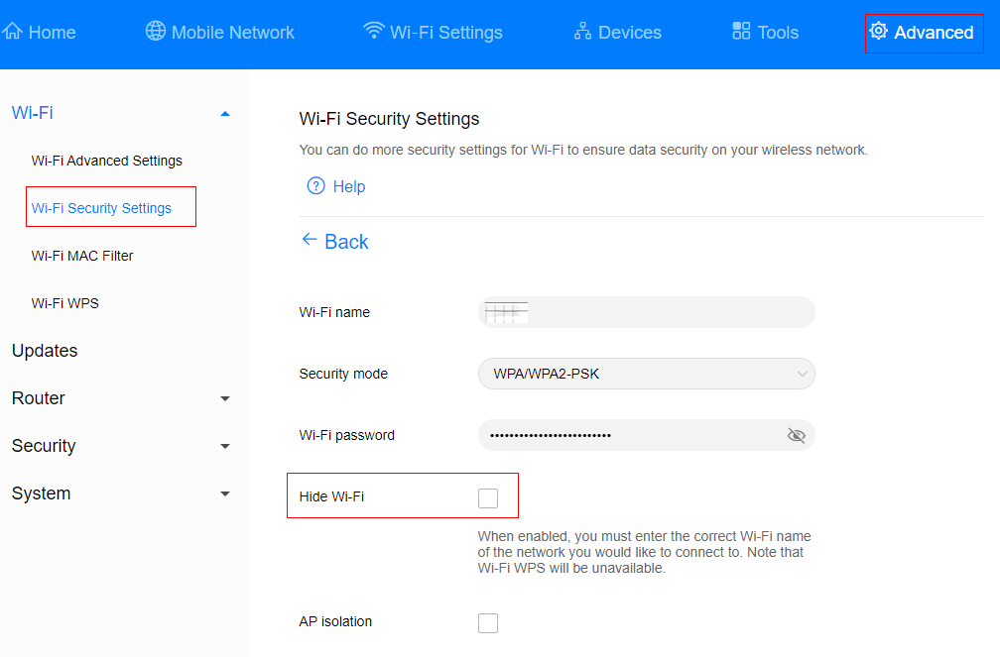 Home
Mobile Network
Wi-Fi Settings
Devices
Tools
Advanced
Wi-Fi
Wi-Fi Advanced Settings
Wi-Fi Security Settings
Wi-Fi MAC Filter
Wi-Fi WPS
Updates
Router
Security
System
Wi-Fi Security Settings
You can do more security settings for Wi-Fi to ensure data security on your wireless network.
? Help
← Back
Wi-Fi name
Security mode
WPA/WPA2-PSK
Wi-Fi password
•••••••••••••••••••••••••
Hide Wi-Fi
When enabled, you must enter the correct Wi-Fi name
of the network you would like to connect to. Note that
Wi-Fi WPS will be unavailable.
AP isolation